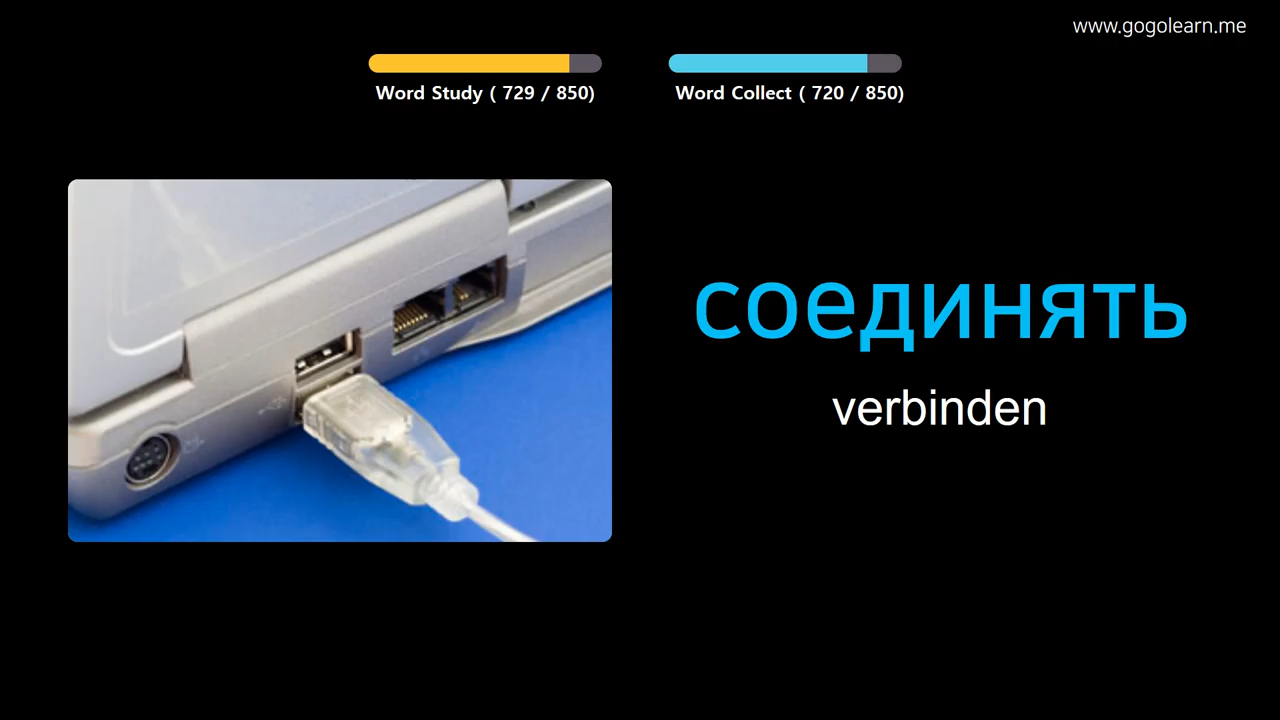 www.gogolearn.me
Word Study ( 729 / 850)
Word Collect ( 720 / 850)
соединять
verbinden